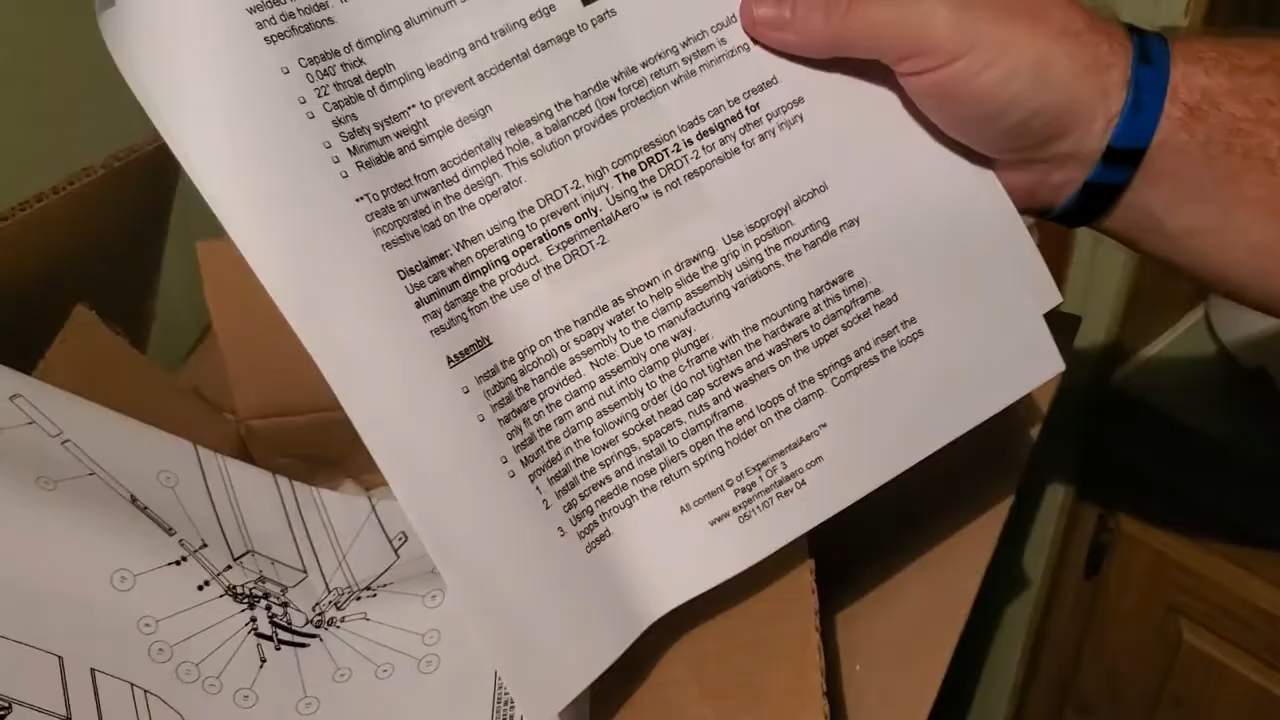 welded
and die holder.
specifications.
❑ Capable of dimpling aluminum
0.040" thick
❑ 22" throat depth
❑ Capable of dimpling leading and trailing edge
skins
❑ Safety system** to prevent accidental damage to parts
❑ Minimum weight
❑ Reliable and simple design
**To protect from accidentally releasing the handle while working which could
create an unwanted dimpled hole, a balanced (low force) return system is
incorporated in the design. This solution provides protection while minimizing
resistive load on the operator.
Disclaimer: When using the DRDT-2, high compression loads can be created
Use care when operating to prevent injury. The DRDT-2 is designed for
aluminum dimpling operations only. Using the DRDT-2 for any other purpose
may damage the product. ExperimentalAero™ is not responsible for any injury
resulting from the use of the DRDT-2.
Assembly
❑ Install the grip on the handle as shown in drawing. Use isopropyl alcohol
(rubbing alcohol) or soapy water to help slide the grip in position.
❑ Install the handle assembly to the clamp assembly using the mounting
hardware provided. Note: Due to manufacturing variations, the handle may
only fit on the clamp assembly one way.
❑ Install the ram and nut into clamp plunger.
❑ Mount the clamp assembly to the c-frame with the mounting hardware
provided in the following order (do not tighten the hardware at this time).
1. Install the lower socket head cap screws and washers to clamp/frame.
2. Install the springs, spacers, nuts and washers on the upper socket head
cap screws and install to clamp/frame.
3. Using needle nose pliers open the end loops of the springs and insert the
loops through the return spring holder on the clamp. Compress the loops
closed.
All content © of ExperimentalAero™
Page 1 OF 3
www.experimentalaero.com
05/11/07 Rev 04